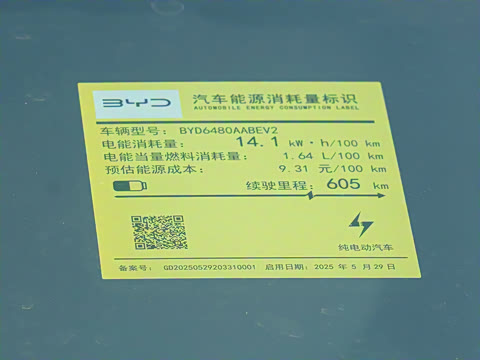 BYD 汽车能源消耗量标识
AUTOMOBILE ENERGY CONSUMPTION LABEL
车辆型号: BYD6480AABEV2
电能消耗量: 14.1 kW·h/100 km
电能当量燃料消耗量: 1.64 L/100 km
预估能源成本: 9.31 元/100 km
续驶里程: 605 km
纯电动汽车
备案号: GD20250529203310001 启用日期: 2025 年 5 月 29 日